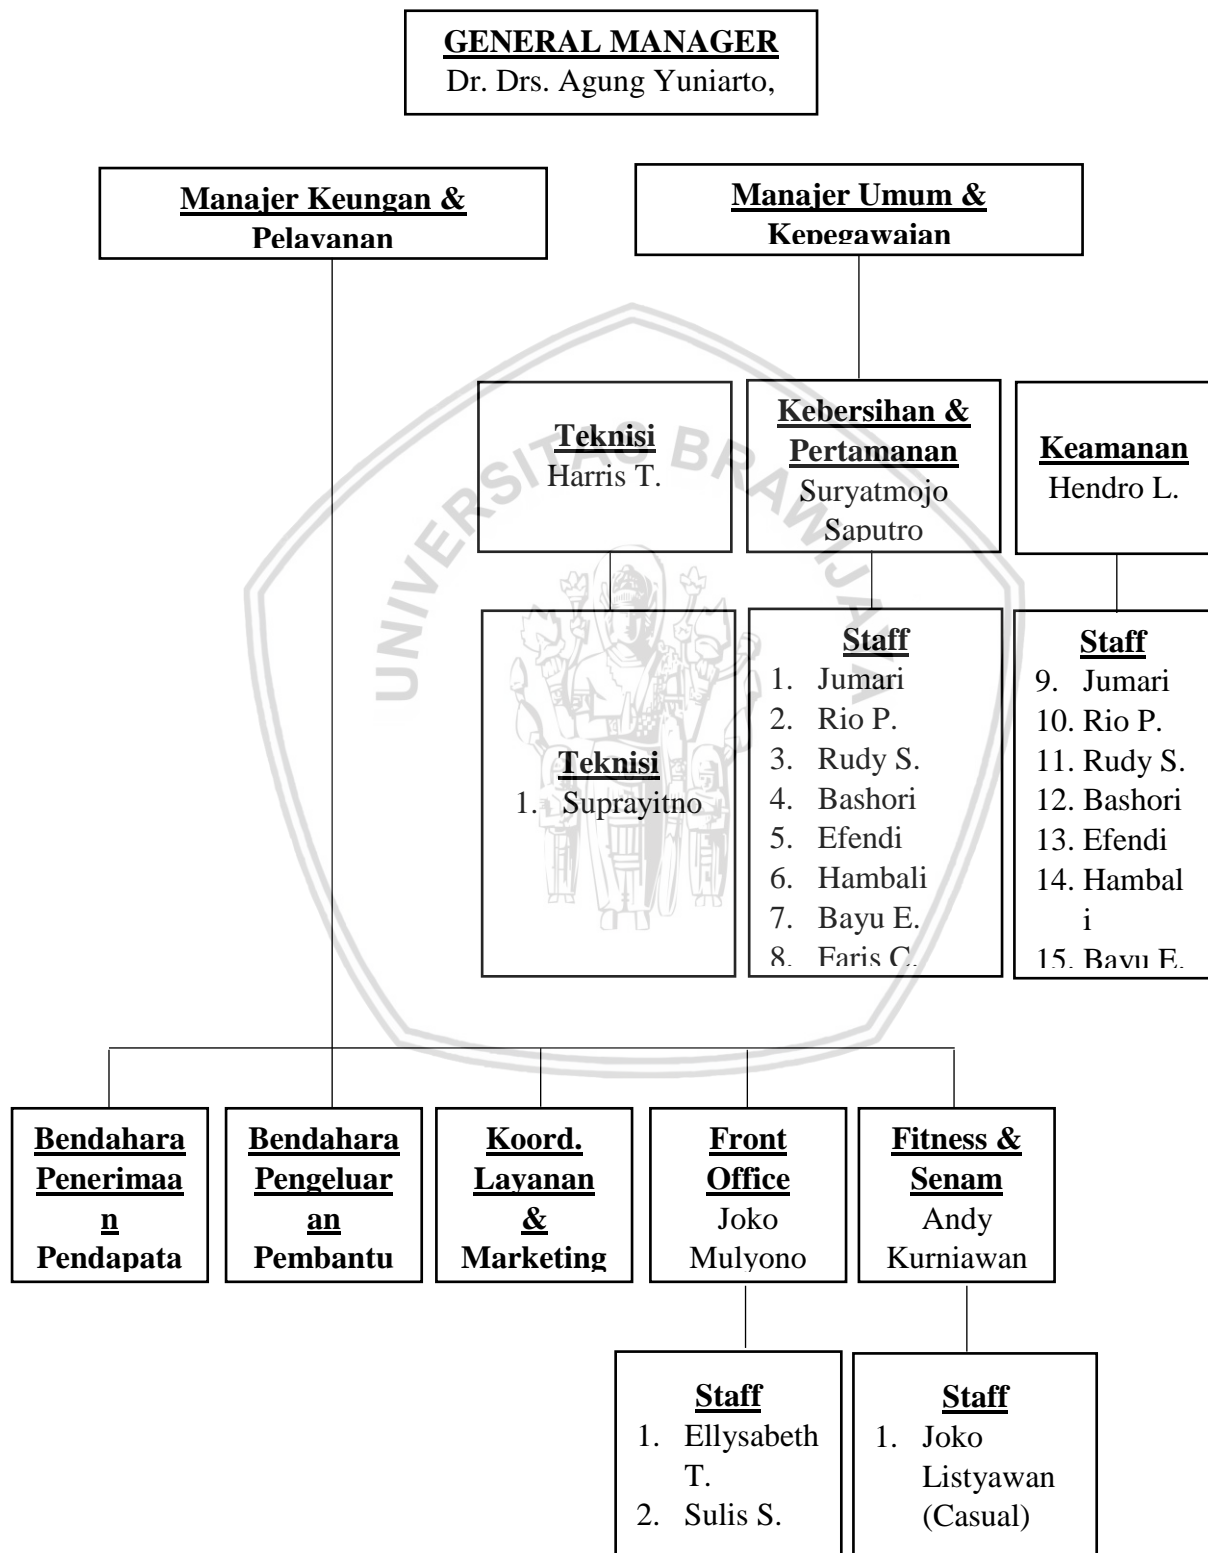 GENERAL MANAGER
Dr. Drs. Agung Yuniarto,
Manajer Keungan &
Pelayanan
Manajer Umum &
Kepegawaian
Teknisi
Harris T.
Kebersihan &
Pertamanan
Suryatmojo
Saputro
Keamanan
Hendro L.
Teknisi
1. Suprayitno
Staff
1. Jumari
2. Rio P.
3. Rudy S.
4. Bashori
5. Efendi
6. Hambali
7. Bayu E.
8. Faris C.
Staff
9. Jumari
10. Rio P.
11. Rudy S.
12. Bashori
13. Efendi
14. Hambal
i
15. Bayu E.
UNIVERSITAS BRAWIJAYA
Bendahara
Penerimaa
n
Pendapata
Bendahara
Pengeluar
an
Pembantu
Koord.
Layanan
&
Marketing
Front
Office
Joko
Mulyono
Fitness &
Senam
Andy
Kurniawan
Staff
1. Ellysabeth
T.
2. Sulis S.
Staff
1. Joko
Listyawan
(Casual)